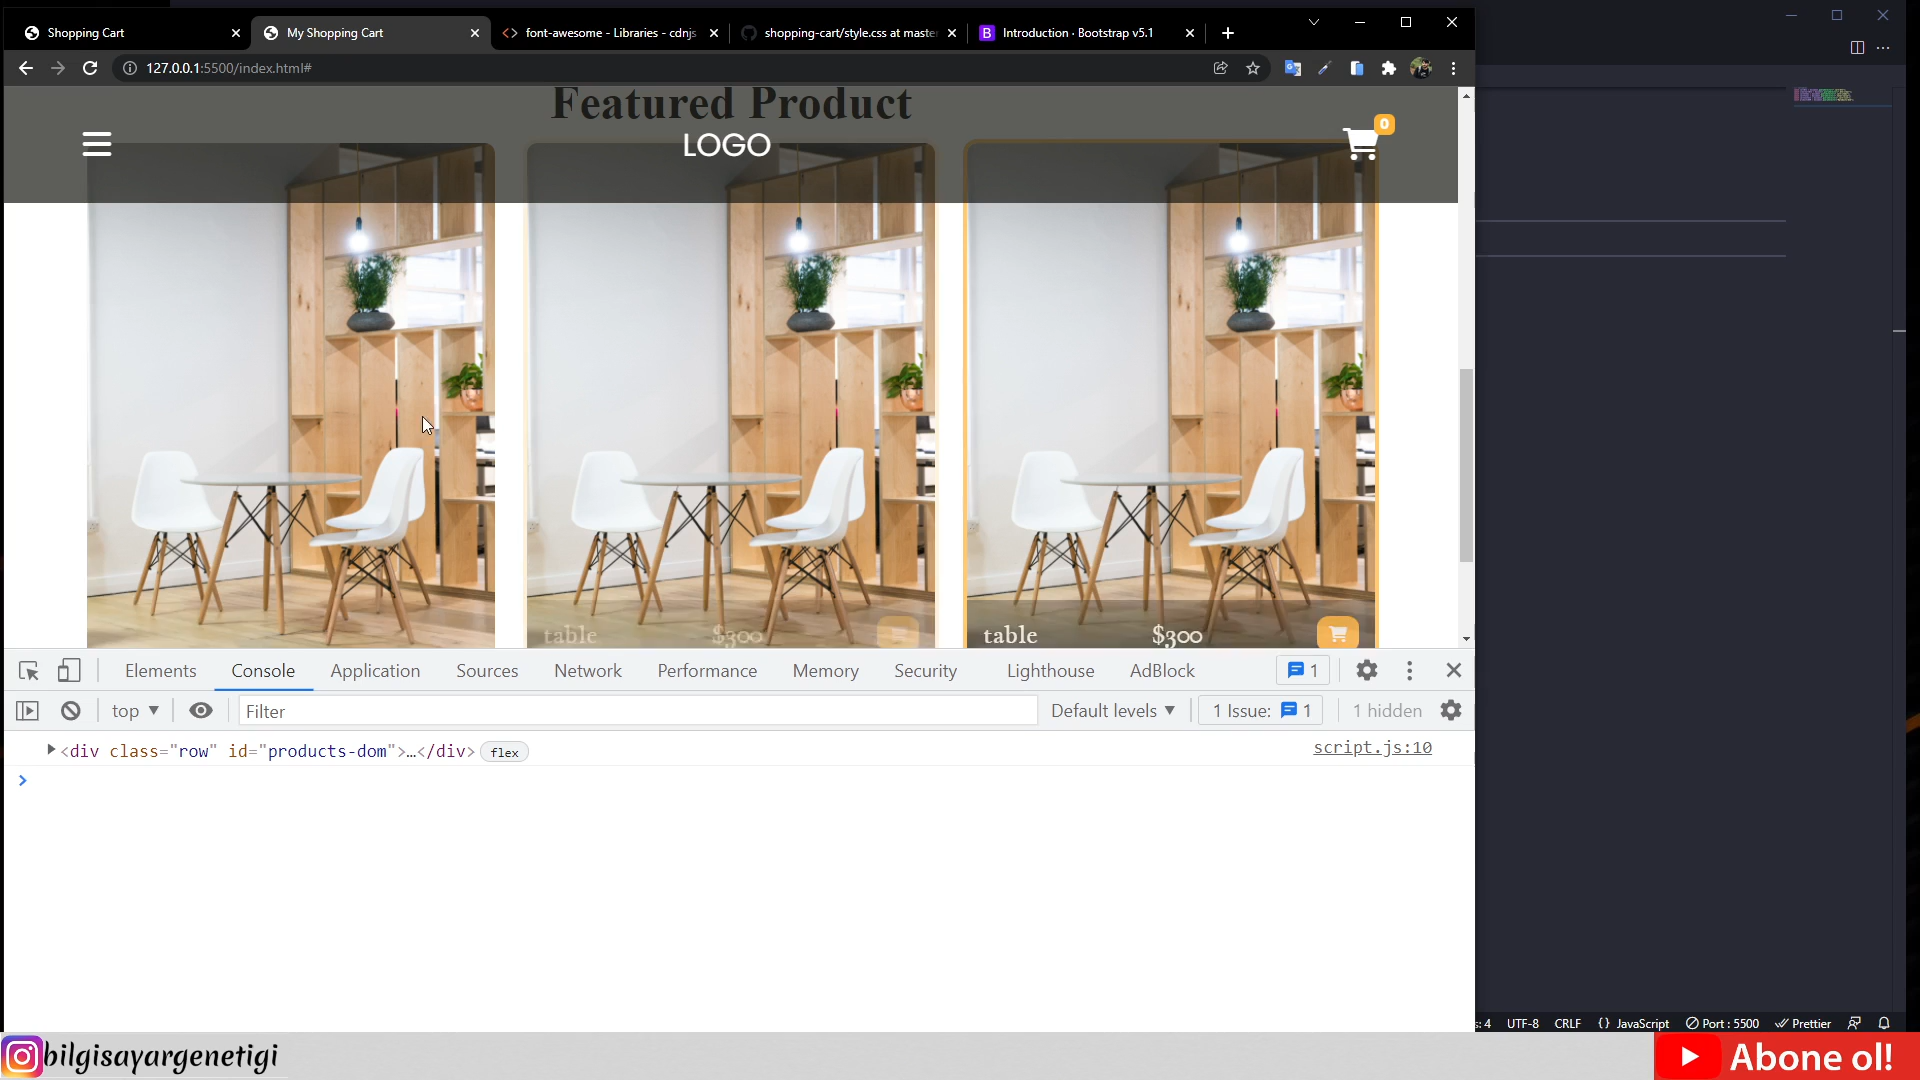 Shopping Cart
My Shopping Cart
font-awesome - Libraries - cdnjs
shopping-cart/style.css at master
Introduction · Bootstrap v5.1
127.0.0.1:5500/index.html#
Featured Product
LOGO
0
table $300
table $300
Elements Console Application Sources Network Performance Memory Security Lighthouse AdBlock 1
top ▼ Filter Default levels ▼ 1 Issue: 1 1 hidden
<div class="row" id="products-dom">…</div> flex script.js:10
UTF-8 CRLF {} JavaScript Port : 5500 Prettier
bilgisayargenetigi
Abone ol!